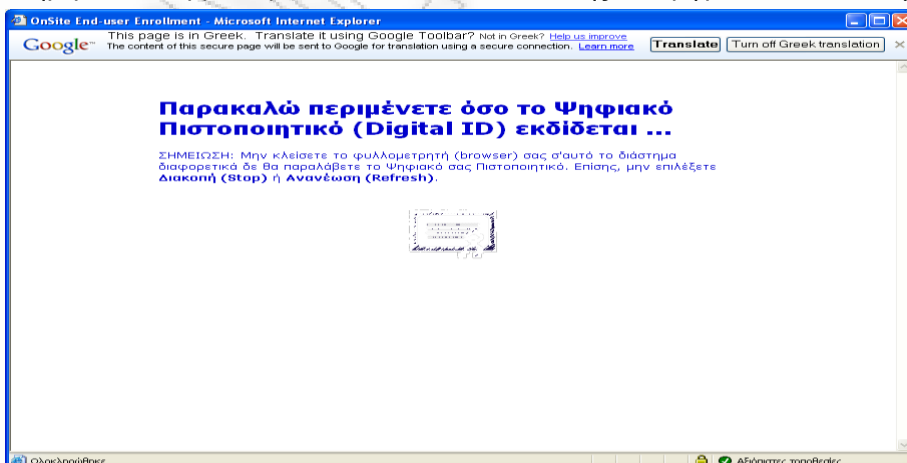 OnSite End-user Enrollment - Microsoft Internet Explorer
Google™ This page is in Greek. Translate it using Google Toolbar? Not in Greek? Help us improve Translate Turn off Greek translation
The content of this secure page will be sent to Google for translation using a secure connection. Learn more
Παρακαλώ περιμένετε όσο το Ψηφιακό
Πιστοποιητικό (Digital ID) εκδίδεται ...
ΣΗΜΕΙΩΣΗ: Μην κλείσετε το φυλλομετρητή (browser) σας σ'αυτό το διάστημα
διαφορετικά δε θα παραλάβετε το Ψηφιακό σας Πιστοποιητικό. Επίσης, μην επιλέξετε
Διακοπή (Stop) ή Ανανέωση (Refresh).
Ολοκληρώθηκε Αξιόπιστες τοποθεσίες